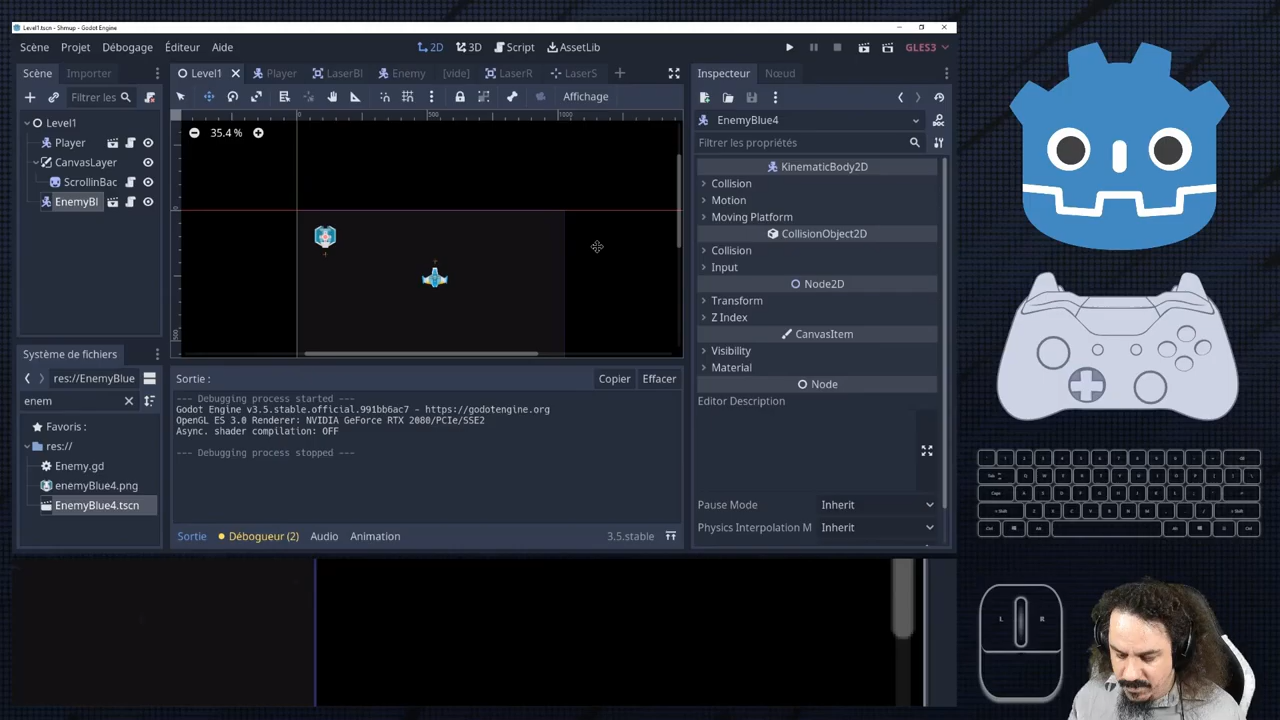 Level1.tscn - Shmup - Godot Engine
Scène Projet Débogage Éditeur Aide
2D 3D Script AssetLib
GLES3
Scène Importer
Level1 Player LaserBl Enemy [vide] LaserR LaserS
Inspecteur Nœud
Filtrer les
Affichage
EnemyBlue4
35.4 %
0 500 1000
Filtrer les propriétés
Level1
Player
CanvasLayer
ScrollinBac
EnemyBl
KinematicBody2D
Collision
Motion
Moving Platform
CollisionObject2D
Collision
Input
Node2D
Transform
Z Index
CanvasItem
Visibility
Material
Node
Editor Description
Pause Mode Inherit
Physics Interpolation M Inherit
Système de fichiers
res://EnemyBlue
enem
Favoris :
res://
Enemy.gd
enemyBlue4.png
EnemyBlue4.tscn
Sortie :
Copier Effacer
--- Debugging process started ---
Godot Engine v3.5.stable.official.991bb6ac7 - https://godotengine.org
OpenGL ES 3.0 Renderer: NVIDIA GeForce RTX 2080/PCIe/SSE2
Async. shader compilation: OFF
--- Debugging process stopped ---
Sortie Débogueur (2) Audio Animation 3.5.stable
L R